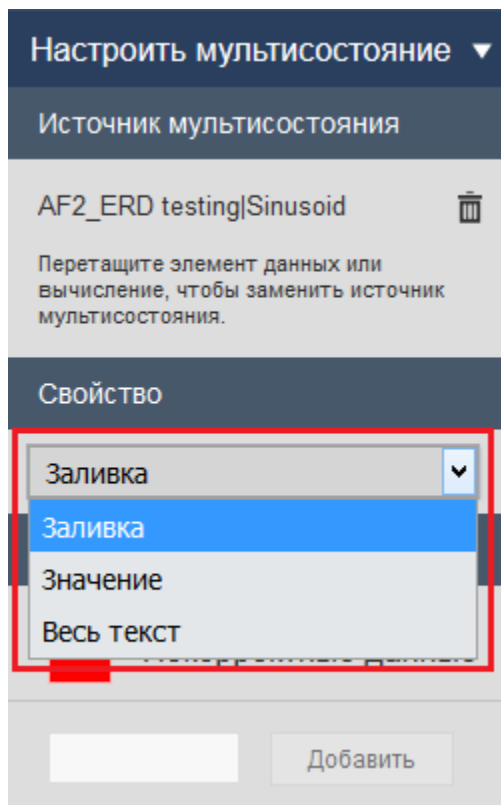 Настроить мультисостояние
Источник мультисостояния
AF2_ERD testing|Sinusoid
Перетащите элемент данных или
вычисление, чтобы заменить источник
мультисостояния.
Свойство
Заливка
Заливка
Значение
Весь текст
Добавить